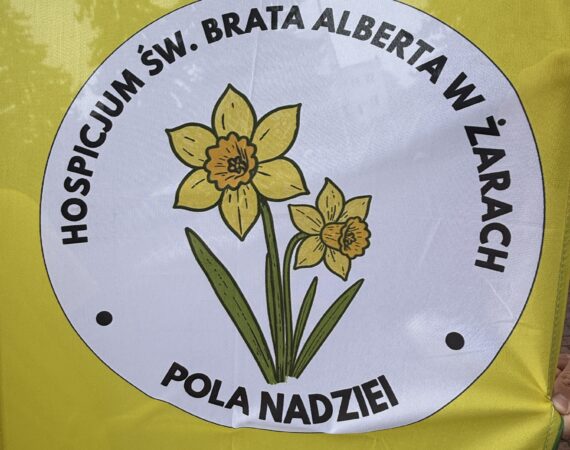 HOSPICJUM ŚW. BRATA ALBERTA W ŻARACH
POLA NADZIEI